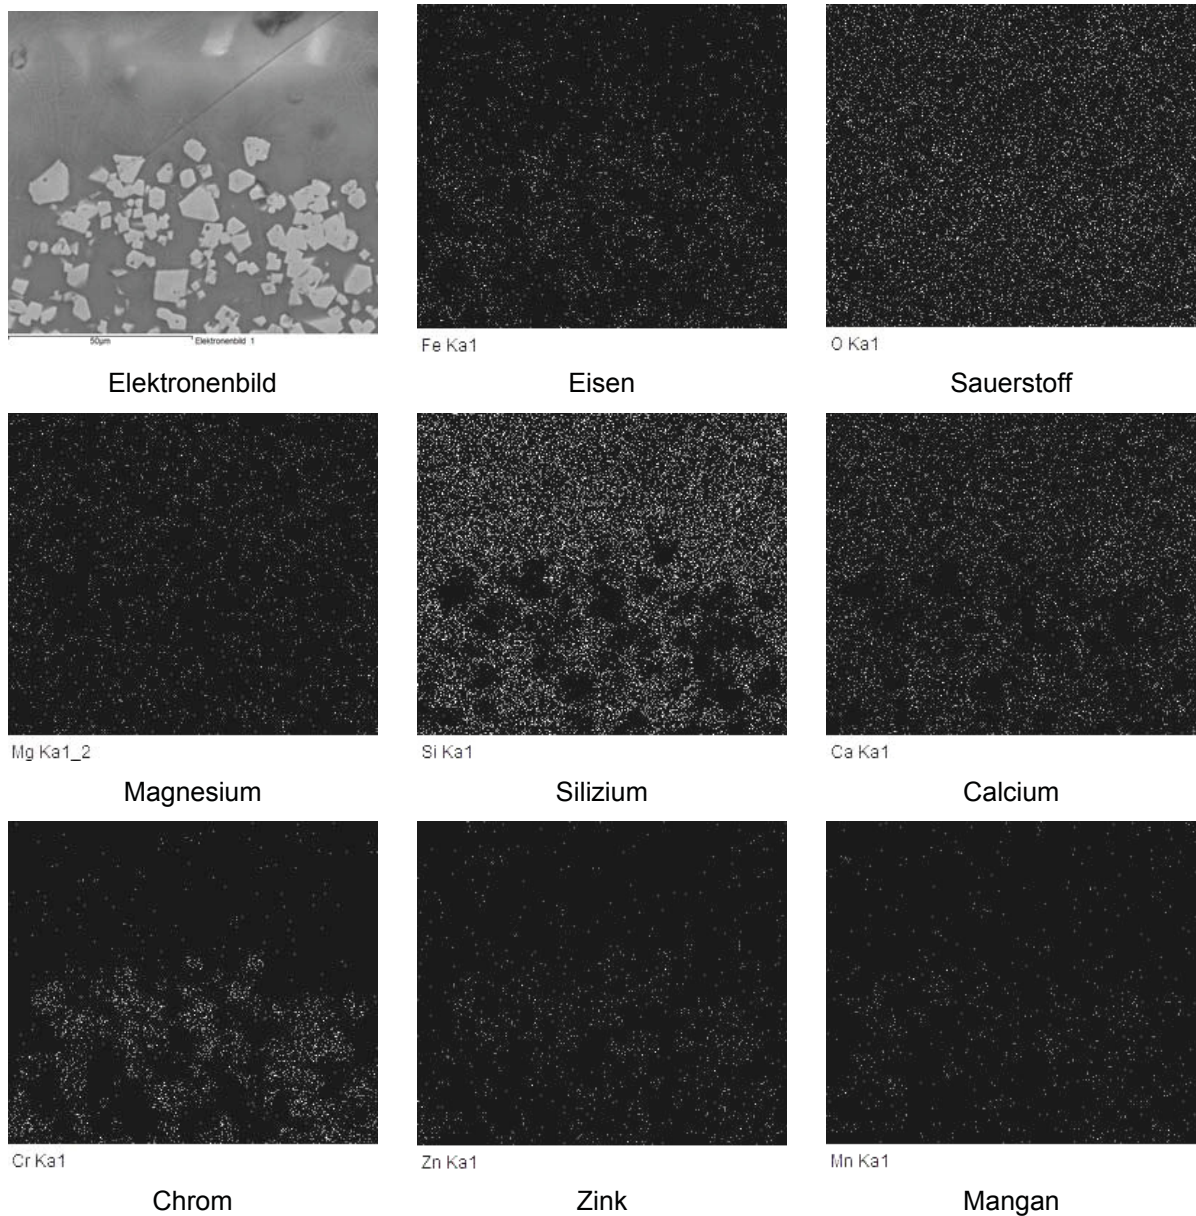 50µm Elektronenbild 1
Fe Ka1
O Ka1
Elektronenbild
Eisen
Sauerstoff
Mg Ka1_2
Si Ka1
Ca Ka1
Magnesium
Silizium
Calcium
Cr Ka1
Zn Ka1
Mn Ka1
Chrom
Zink
Mangan